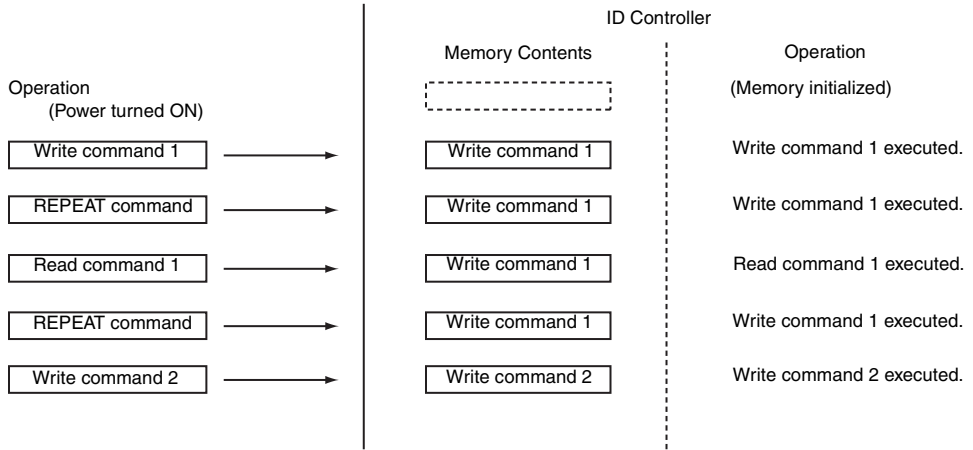 ID Controller
Memory Contents
Operation
Operation
(Power turned ON)
(Memory initialized)
Write command 1
Write command 1
Write command 1 executed.
REPEAT command
Write command 1
Write command 1 executed.
Read command 1
Write command 1
Read command 1 executed.
REPEAT command
Write command 1
Write command 1 executed.
Write command 2
Write command 2
Write command 2 executed.